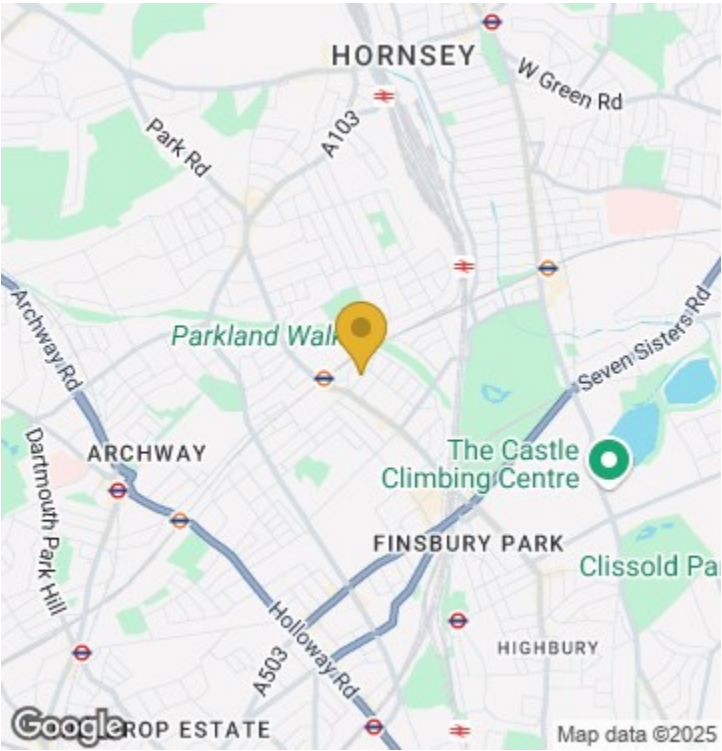 HORNSEY
W Green Rd
A103
Park Rd
Seven Sisters Rd
Archway Rd
Parkland Walk
ARCHWAY
The Castle
Climbing Centre
Dartmouth Park Hill
FINSBURY PARK
Clissold Pa
Holloway Rd
A503
HIGHBURY
Google
ROP ESTATE
Map data ©2025